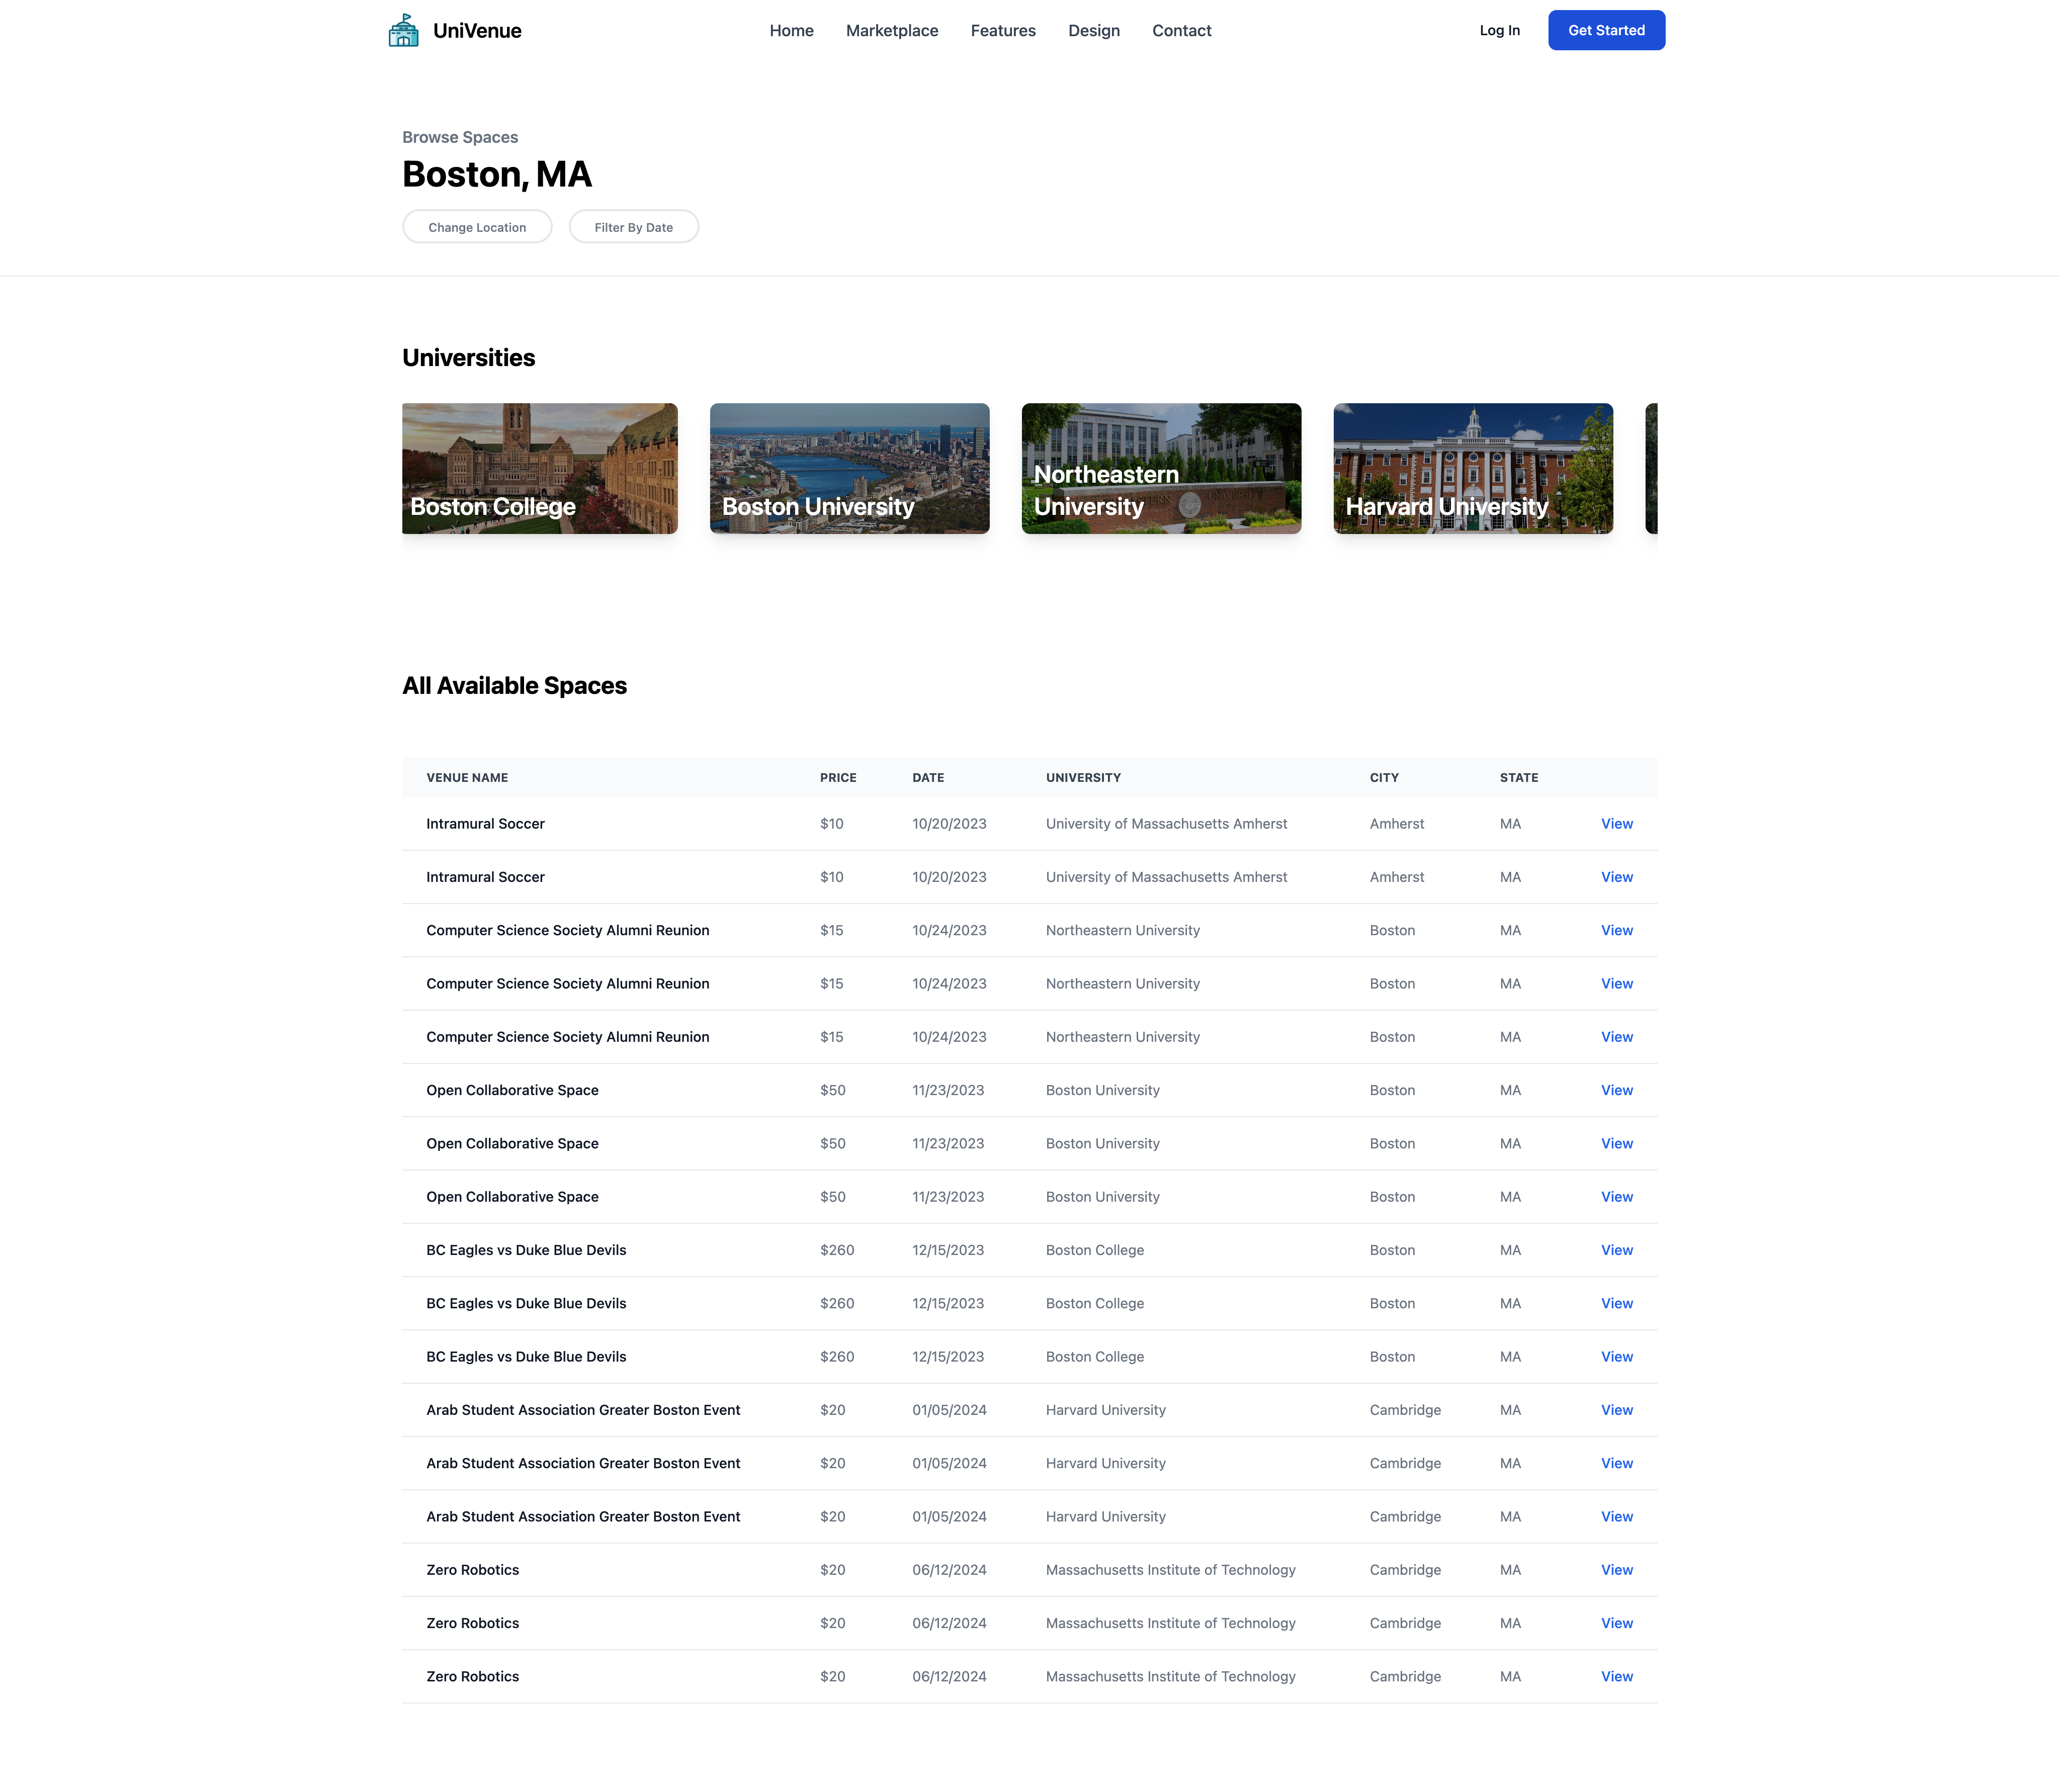 UniVenue Home Marketplace Features Design Contact Log In Get Started
Browse Spaces
Boston, MA
Change Location Filter By Date
Universities
Boston College
Boston University
Northeastern
University
Harvard University
All Available Spaces
VENUE NAME PRICE DATE UNIVERSITY CITY STATE
Intramural Soccer $10 10/20/2023 University of Massachusetts Amherst Amherst MA View
Intramural Soccer $10 10/20/2023 University of Massachusetts Amherst Amherst MA View
Computer Science Society Alumni Reunion $15 10/24/2023 Northeastern University Boston MA View
Computer Science Society Alumni Reunion $15 10/24/2023 Northeastern University Boston MA View
Computer Science Society Alumni Reunion $15 10/24/2023 Northeastern University Boston MA View
Open Collaborative Space $50 11/23/2023 Boston University Boston MA View
Open Collaborative Space $50 11/23/2023 Boston University Boston MA View
Open Collaborative Space $50 11/23/2023 Boston University Boston MA View
BC Eagles vs Duke Blue Devils $260 12/15/2023 Boston College Boston MA View
BC Eagles vs Duke Blue Devils $260 12/15/2023 Boston College Boston MA View
BC Eagles vs Duke Blue Devils $260 12/15/2023 Boston College Boston MA View
Arab Student Association Greater Boston Event $20 01/05/2024 Harvard University Cambridge MA View
Arab Student Association Greater Boston Event $20 01/05/2024 Harvard University Cambridge MA View
Arab Student Association Greater Boston Event $20 01/05/2024 Harvard University Cambridge MA View
Zero Robotics $20 06/12/2024 Massachusetts Institute of Technology Cambridge MA View
Zero Robotics $20 06/12/2024 Massachusetts Institute of Technology Cambridge MA View
Zero Robotics $20 06/12/2024 Massachusetts Institute of Technology Cambridge MA View